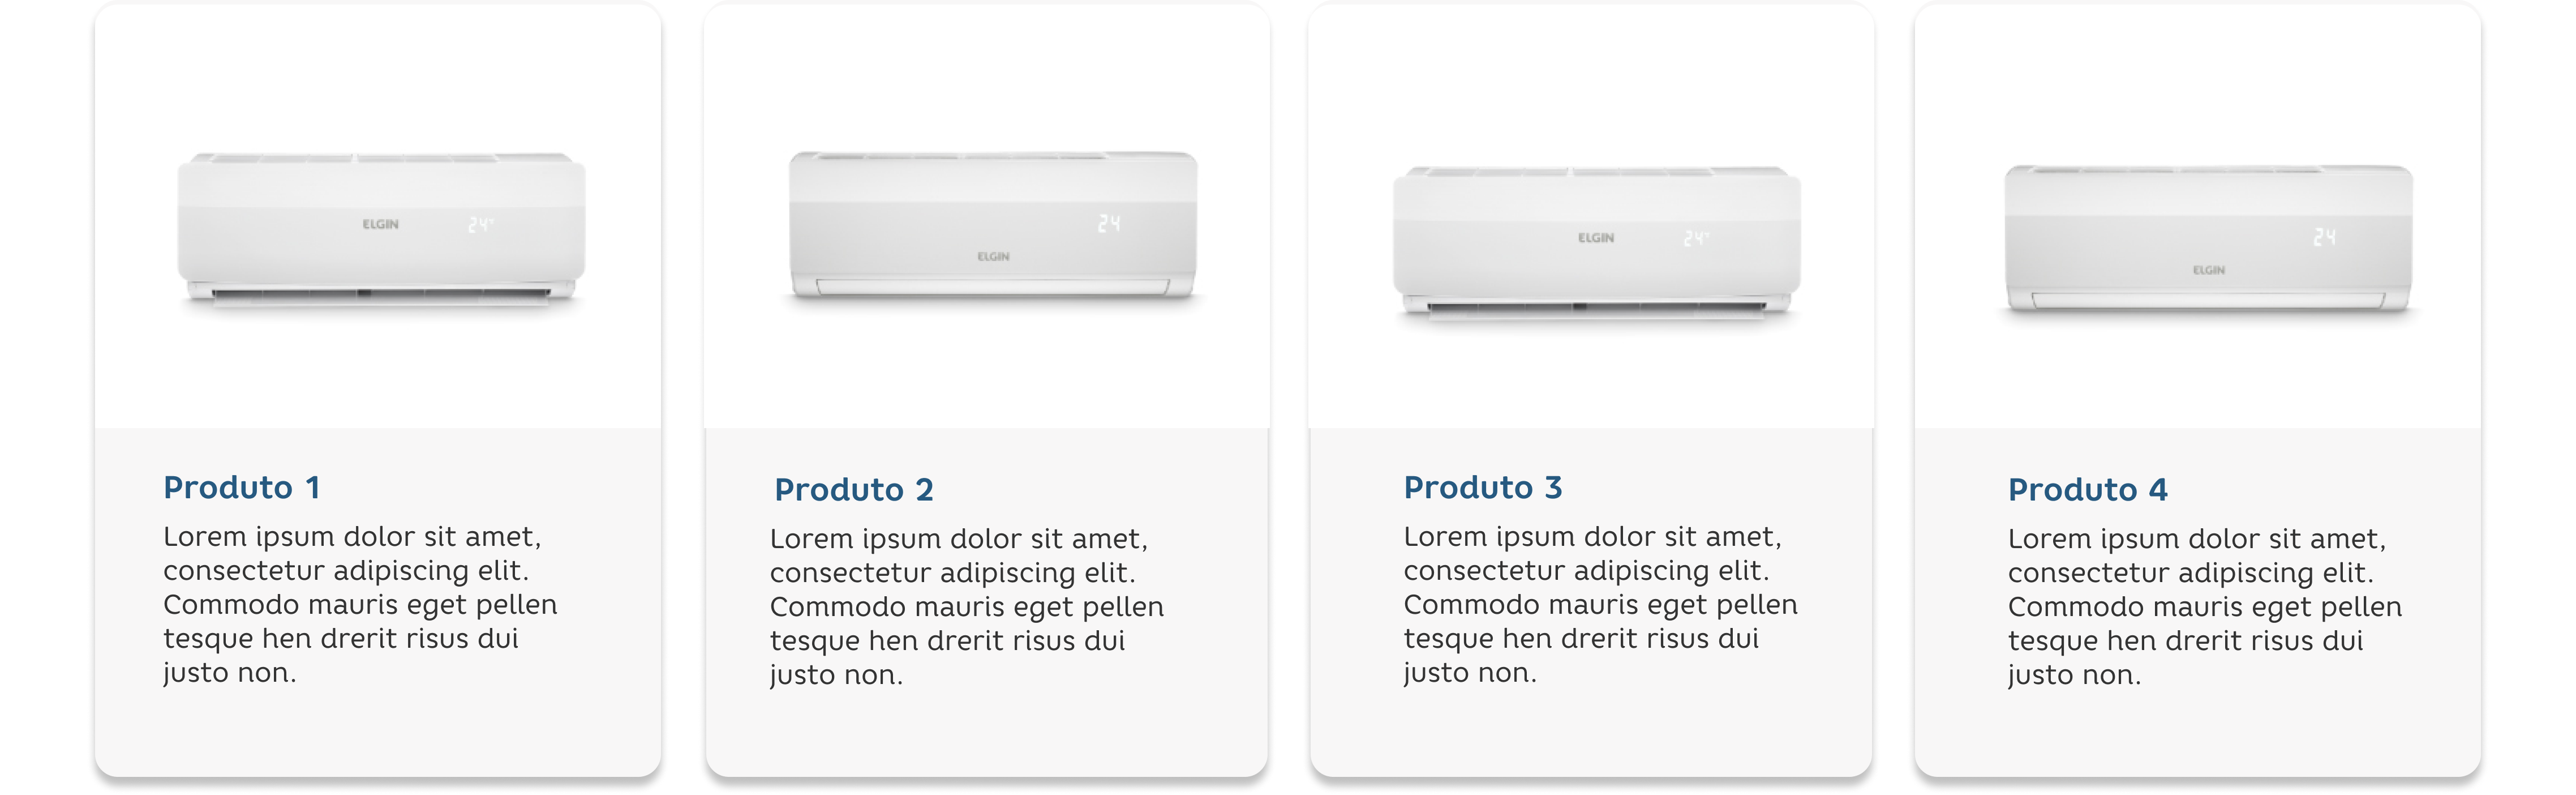 ELGIN 24°
Produto 1
Lorem ipsum dolor sit amet,
consectetur adipiscing elit.
Commodo mauris eget pellen
tesque hen drerit risus dui
justo non.
24
ELGIN
Produto 2
Lorem ipsum dolor sit amet,
consectetur adipiscing elit.
Commodo mauris eget pellen
tesque hen drerit risus dui
justo non.
ELGIN 24°
Produto 3
Lorem ipsum dolor sit amet,
consectetur adipiscing elit.
Commodo mauris eget pellen
tesque hen drerit risus dui
justo non.
24
ELGIN
Produto 4
Lorem ipsum dolor sit amet,
consectetur adipiscing elit.
Commodo mauris eget pellen
tesque hen drerit risus dui
justo non.